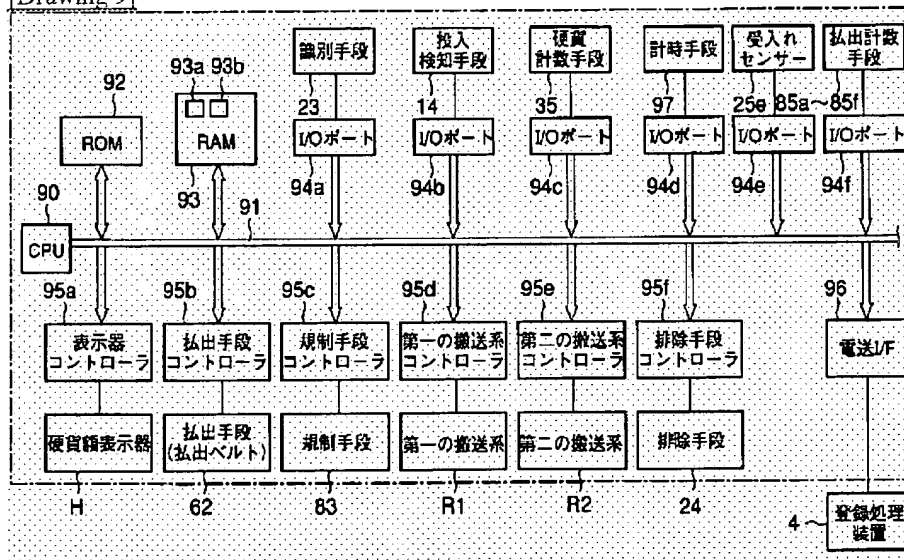 Drawing 9]
92
ROM
93a 93b
RAM
93
識別手段
23
I/Oポート
94a
投入
検知手段
14
I/Oポート
94b
硬貨
計数手段
35
I/Oポート
94c
計時手段
97
I/Oポート
94d
受入れ
センサー
25e
I/Oポート
94e
払出計数
手段
85a～85f
I/Oポート
94f
90
CPU
91
95a
表示器
コントローラ
硬貨額表示器
H
95b
払出手段
コントローラ
払出手段
(払出ベルト)
62
95c
規制手段
コントローラ
規制手段
83
95d
第一の搬送系
コントローラ
第一の搬送系
R1
95e
第二の搬送系
コントローラ
第二の搬送系
R2
95f
排除手段
コントローラ
排除手段
24
96
電送I/F
4
登録処理
装置